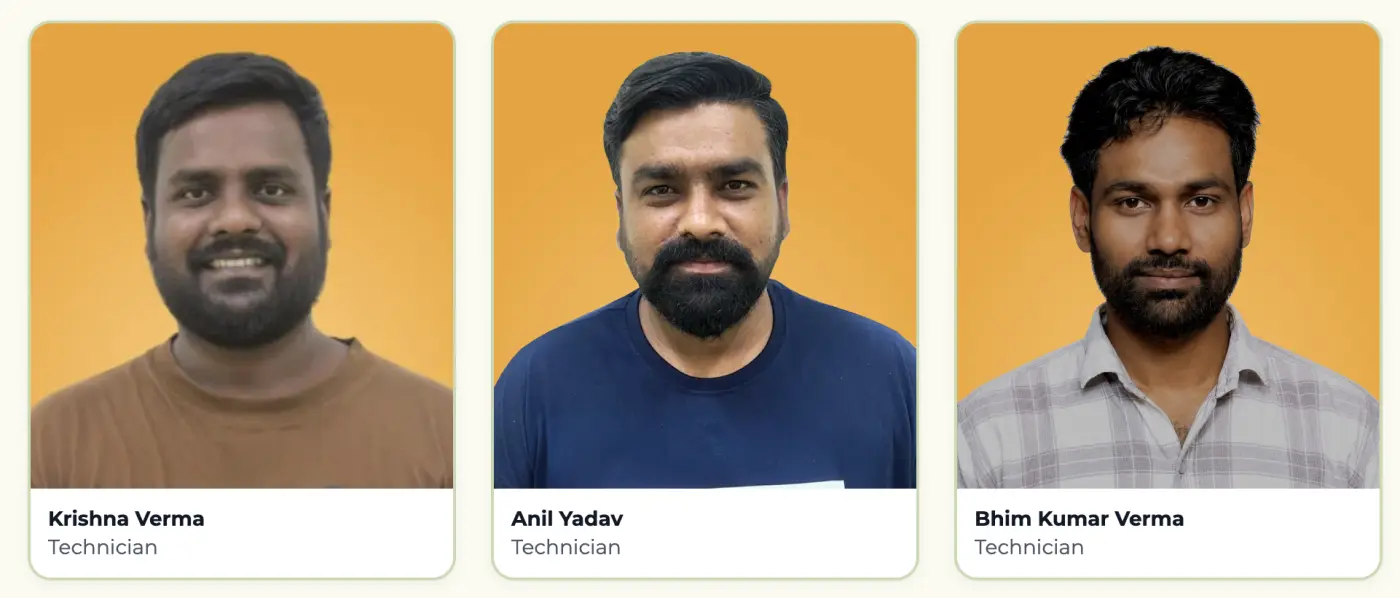 Krishna Verma
Technician
Anil Yadav
Technician
Bhim Kumar Verma
Technician